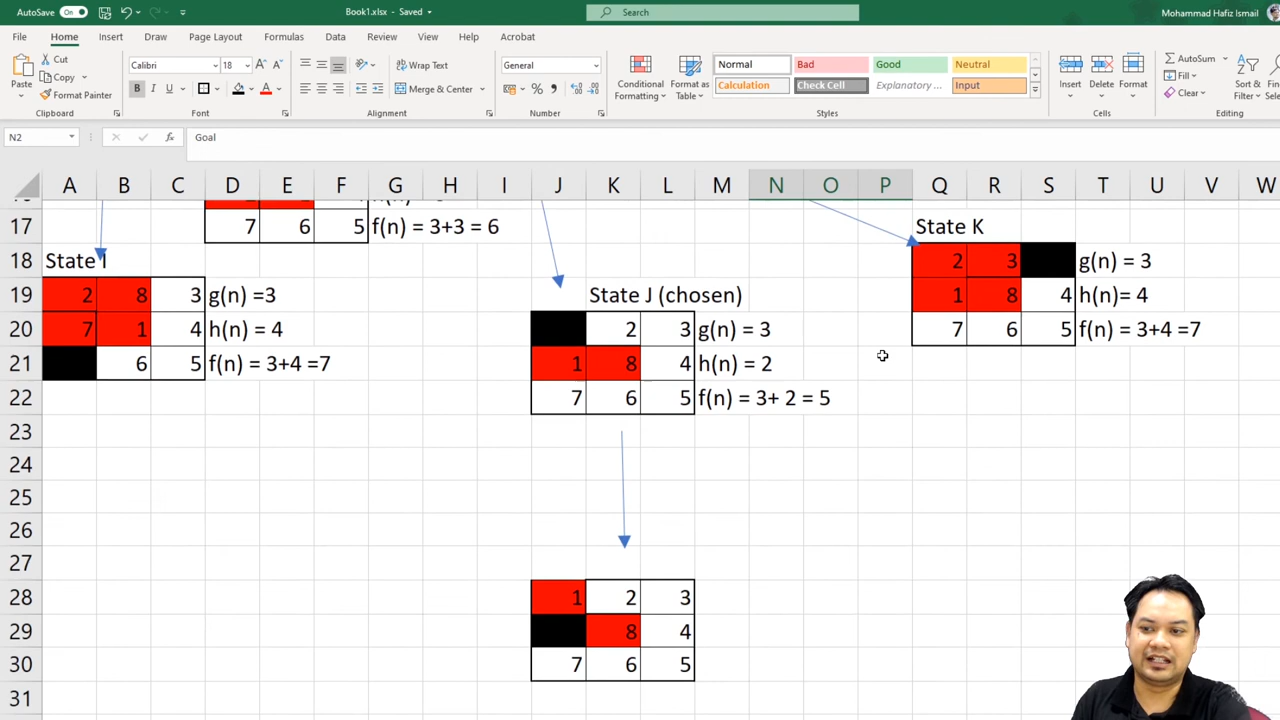 AutoSave On Book1.xlsx - Saved Search Mohammad Hafiz Ismail
File Home Insert Draw Page Layout Formulas Data Review View Help Acrobat
Paste Cut Copy Format Painter Clipboard
Calibri 18 B I U Font
Wrap Text Merge & Center Alignment
General Number
Conditional Formatting Format as Table
Normal Bad Good Neutral
Calculation Check Cell Explanatory ... Input
Styles
Insert Delete Format Cells
AutoSum Fill Clear Sort & Filter Editing
N2 Goal
A B C D E F G H I J K L M N O P Q R S T U V W
17 7 6 5 f(n) = 3+3 = 6 State K
18 State I 2 3 g(n) = 3
19 2 8 3 g(n) =3 State J (chosen) 1 8 4 h(n)= 4
20 7 1 4 h(n) = 4 2 3 g(n) = 3 7 6 5 f(n) = 3+4 =7
21 6 5 f(n) = 3+4 =7 1 8 4 h(n) = 2
22 7 6 5 f(n) = 3+ 2 = 5
23
24
25
26
27
28 1 2 3
29 8 4
30 7 6 5
31